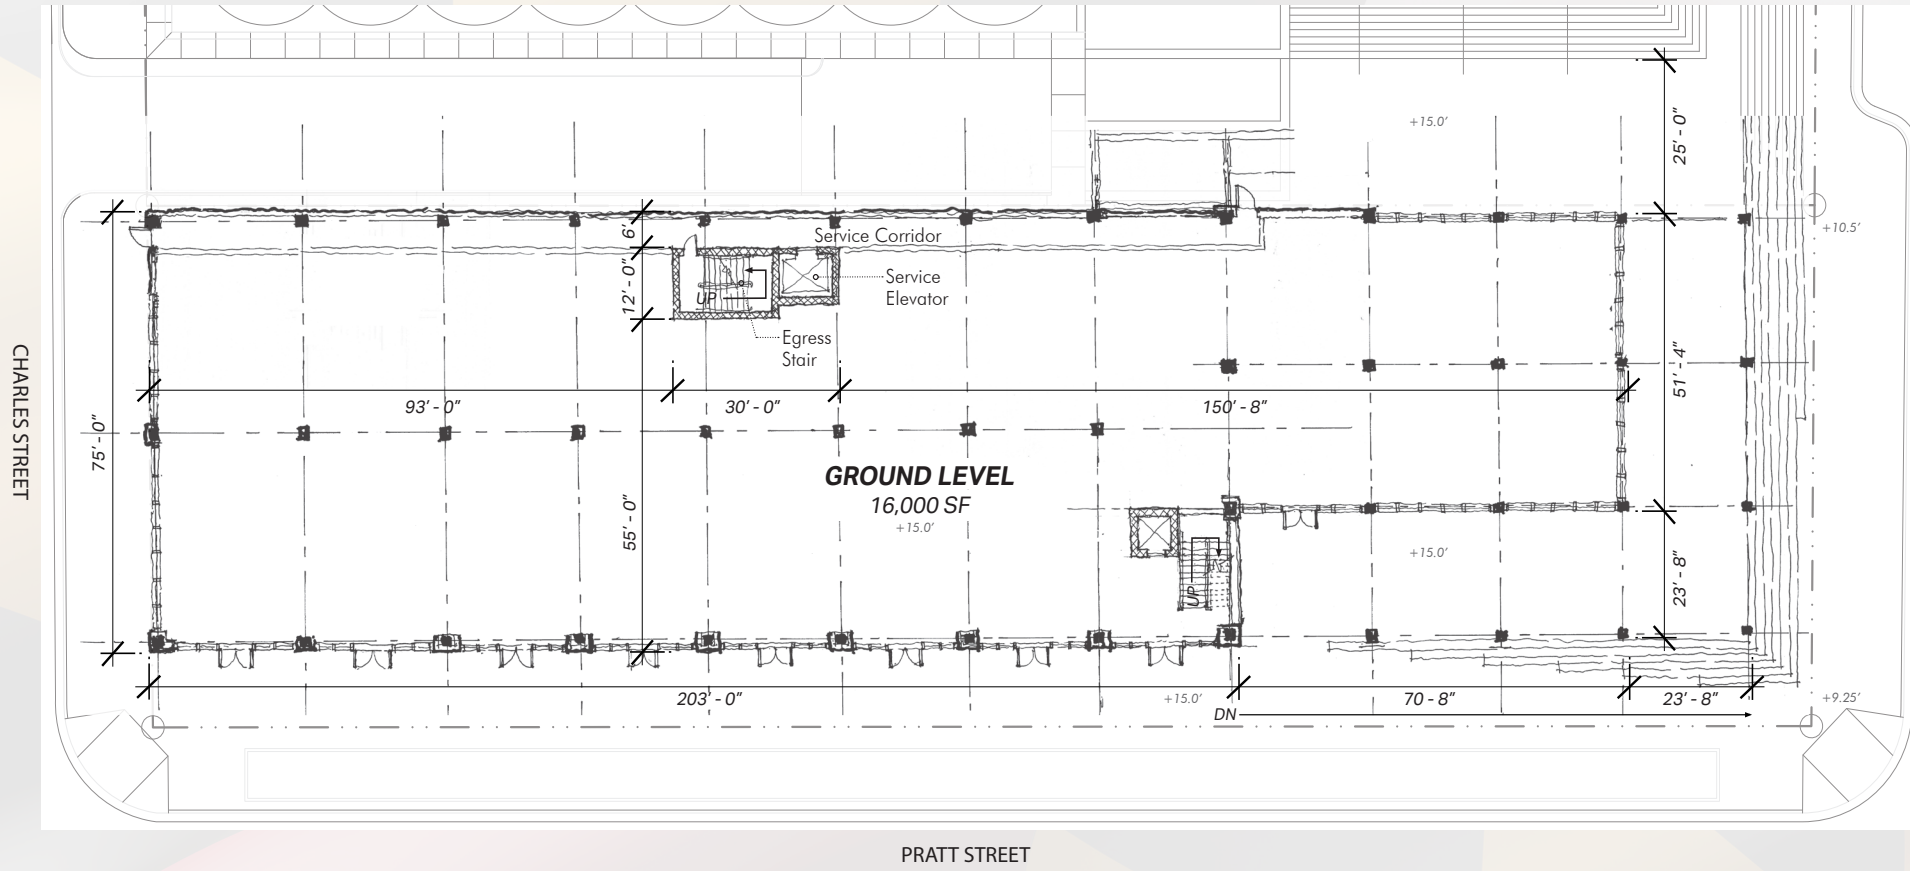 +15.0'
25' - 0"
+10.5'
6'
Service Corridor
12' - 0"
UP
Service
Elevator
Egress
Stair
CHARLES STREET
75' - 0"
93' - 0"
30' - 0"
150' - 8"
51' - 4"
GROUND LEVEL
16,000 SF
+15.0'
55' - 0"
+15.0'
UP
23' - 8"
203' - 0"
+15.0'
DN
70 - 8"
23' - 8"
+9.25'
PRATT STREET